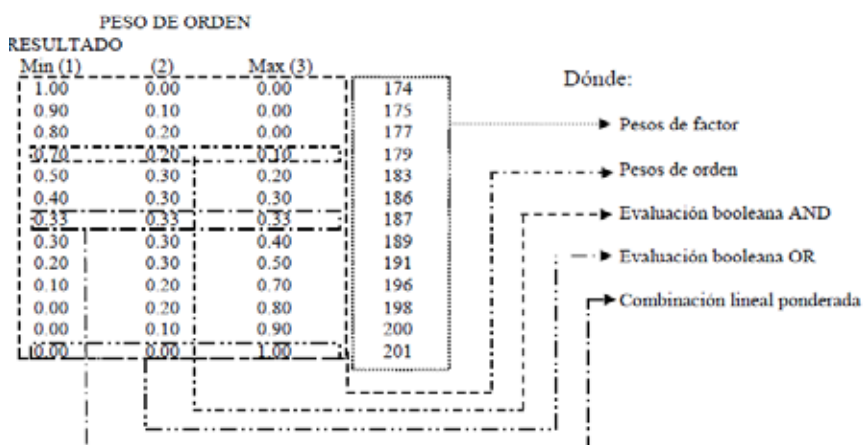 PESO DE ORDEN
RESULTADO
Min (1) (2) Max (3)
1.00 0.00 0.00 174
0.90 0.10 0.00 175
0.80 0.20 0.00 177
0.70 0.20 0.10 179
0.50 0.30 0.20 183
0.40 0.30 0.30 186
0.33 0.33 0.33 187
0.30 0.30 0.40 189
0.20 0.30 0.50 191
0.10 0.20 0.70 196
0.00 0.20 0.80 198
0.00 0.10 0.90 200
0.00 0.00 1.00 201
Dónde:
Pesos de factor
Pesos de orden
Evaluación booleana AND
Evaluación booleana OR
Combinación lineal ponderada